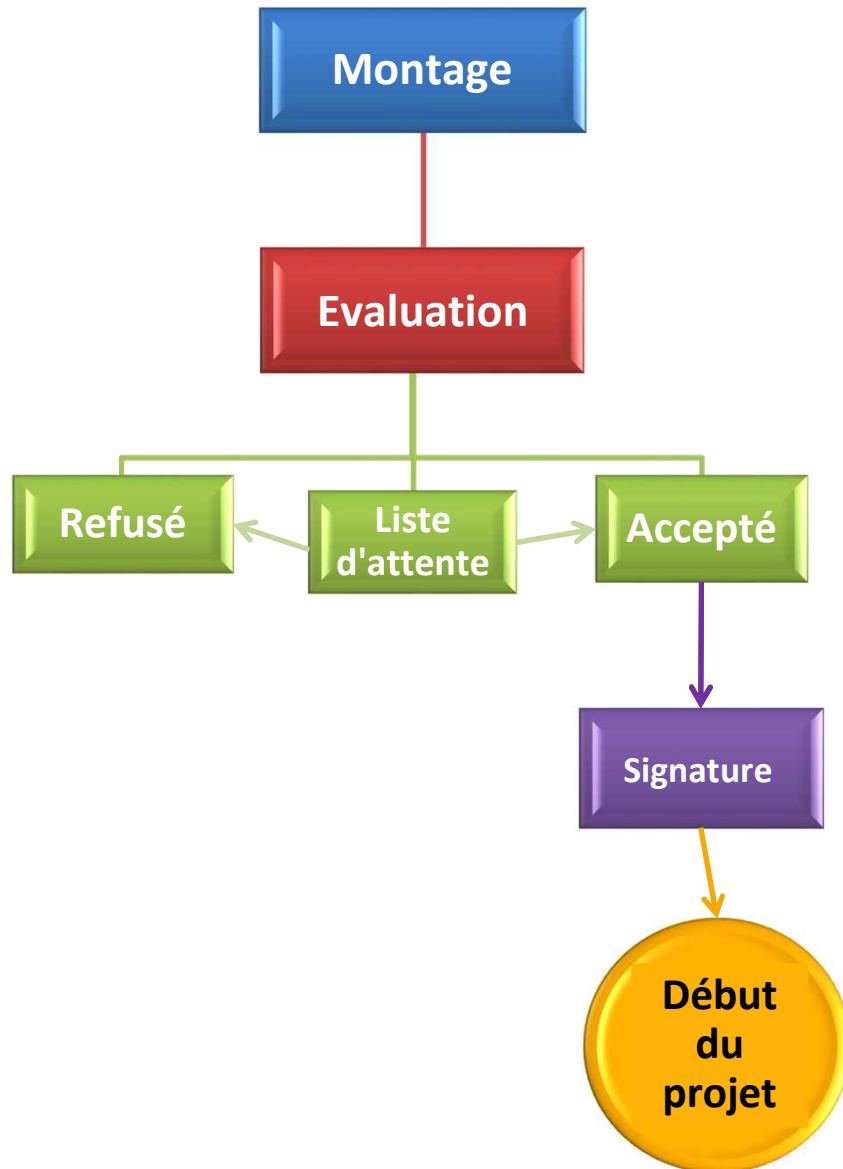 Montage
Evaluation
Refusé
Liste
d'attente
Accepté
Signature
Début
du
projet